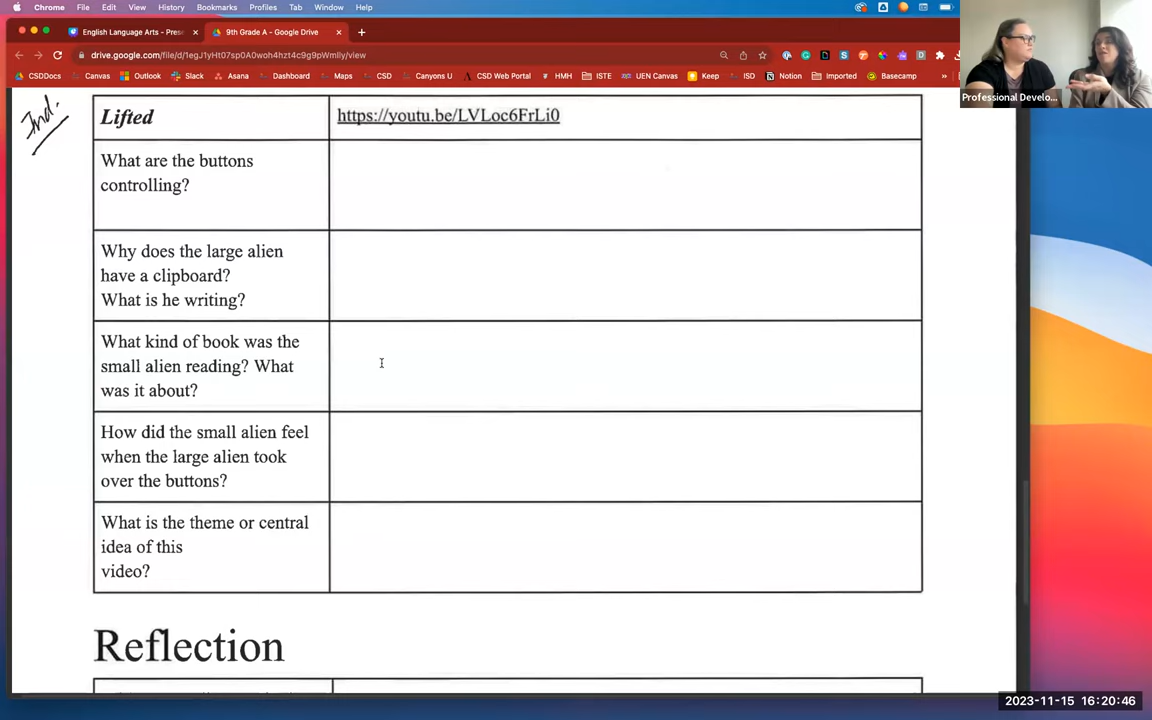 Chrome File Edit View History Bookmarks Profiles Tab Window Help
English Language Arts - Prese
9th Grade A - Google Drive
drive.google.com/file/d/1egJ1yHt07sp0A0woh4hzt4c9g9pWmIly/view
CSDDocs Canvas Outlook Slack Asana Dashboard Maps CSD Canyons U CSD Web Portal HMH ISTE UEN Canvas Keep ISD Notion Imported Basecamp »
Professional Develo...
Ind.
Lifted https://youtu.be/LVLoc6FrLi0
What are the buttons
controlling?
Why does the large alien
have a clipboard?
What is he writing?
What kind of book was the
small alien reading? What
was it about?
How did the small alien feel
when the large alien took
over the buttons?
What is the theme or central
idea of this
video?
Reflection
2023-11-15 16:20:46